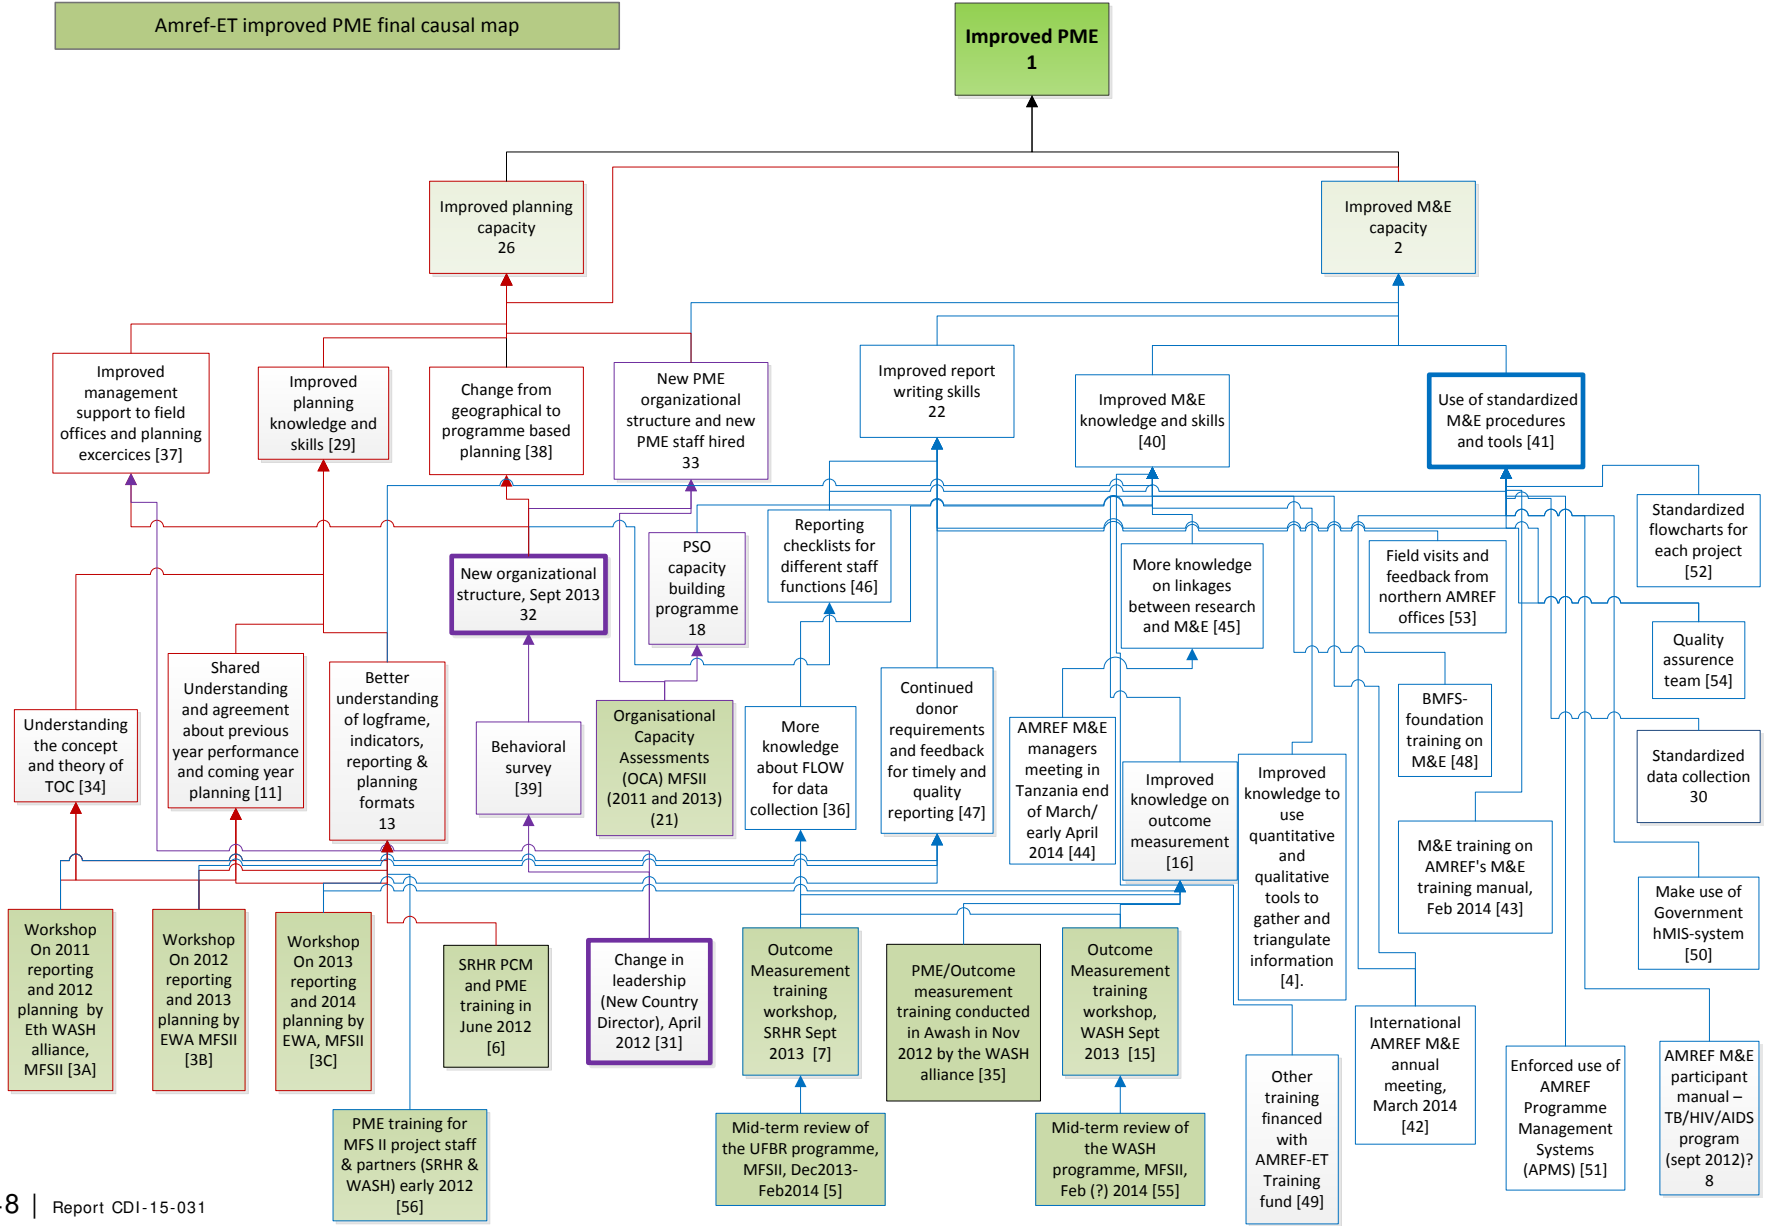 Amref-ET improved PME final causal map
Improved PME
1
Improved planning
capacity
26
Improved M&E
capacity
2
Improved
management
support to field
offices and planning
excercices [37]
Improved
planning
knowledge and
skills [29]
Change from
geographical to
programme based
planning [38]
New PME
organizational
structure and new
PME staff hired
33
Improved report
writing skills
22
Improved M&E
knowledge and skills
[40]
Use of standardized
M&E procedures
and tools [41]
Standardized
flowcharts for
each project
[52]
Reporting
checklists for
different staff
functions [46]
PSO
capacity
building
programme
18
New organizational
structure, Sept 2013
32
More knowledge
on linkages
between research
and M&E [45]
Field visits and
feedback from
northern AMREF
offices [53]
Quality
assurence
team [54]
Understanding
the concept
and theory of
TOC [34]
Shared
Understanding
and agreement
about previous
year performance
and coming year
planning [11]
Better
understanding
of logframe,
indicators,
reporting &
planning
formats
13
Behavioral
survey
[39]
Organisational
Capacity
Assessments
(OCA) MFSII
(2011 and 2013)
(21)
More
knowledge
about FLOW
for data
collection [36]
Continued
donor
requirements
and feedback
for timely and
quality
reporting [47]
AMREF M&E
managers
meeting in
Tanzania end
of March/
early April
2014 [44]
Improved
knowledge on
outcome
measurement
[16]
Improved
knowledge to
use
quantitative
and
qualitative
tools to
gather and
triangulate
information
[4].
BMFS-
foundation
training on
M&E [48]
Standardized
data collection
30
M&E training on
AMREF's M&E
training manual,
Feb 2014 [43]
Make use of
Government
hMIS-system
[50]
Workshop
On 2011
reporting
and 2012
planning by
Eth WASH
alliance,
MFSII [3A]
Workshop
On 2012
reporting
and 2013
planning by
EWA MFSII
[3B]
Workshop
On 2013
reporting
and 2014
planning by
EWA, MFSII
[3C]
SRHR PCM
and PME
training in
June 2012
[6]
Change in
leadership
(New Country
Director), April
2012 [31]
Outcome
Measurement
training
workshop,
SRHR Sept
2013 [7]
PME/Outcome
measurement
training conducted
in Awash in Nov
2012 by the WASH
alliance [35]
Outcome
Measurement
training
workshop,
WASH Sept
2013 [15]
Other
training
financed
with
AMREF-ET
Training
fund [49]
International
AMREF M&E
annual
meeting,
March 2014
[42]
Enforced use of
AMREF
Programme
Management
Systems
(APMS) [51]
AMREF M&E
participant
manual –
TB/HIV/AIDS
program
(sept 2012)?
8
PME training for
MFS II project staff
& partners (SRHR &
WASH) early 2012
[56]
Mid-term review of
the UFBR programme,
MFSII, Dec2013-
Feb2014 [5]
Mid-term review of
the WASH
programme, MFSII,
Feb (?) 2014 [55]
8 | Report CDI-15-031